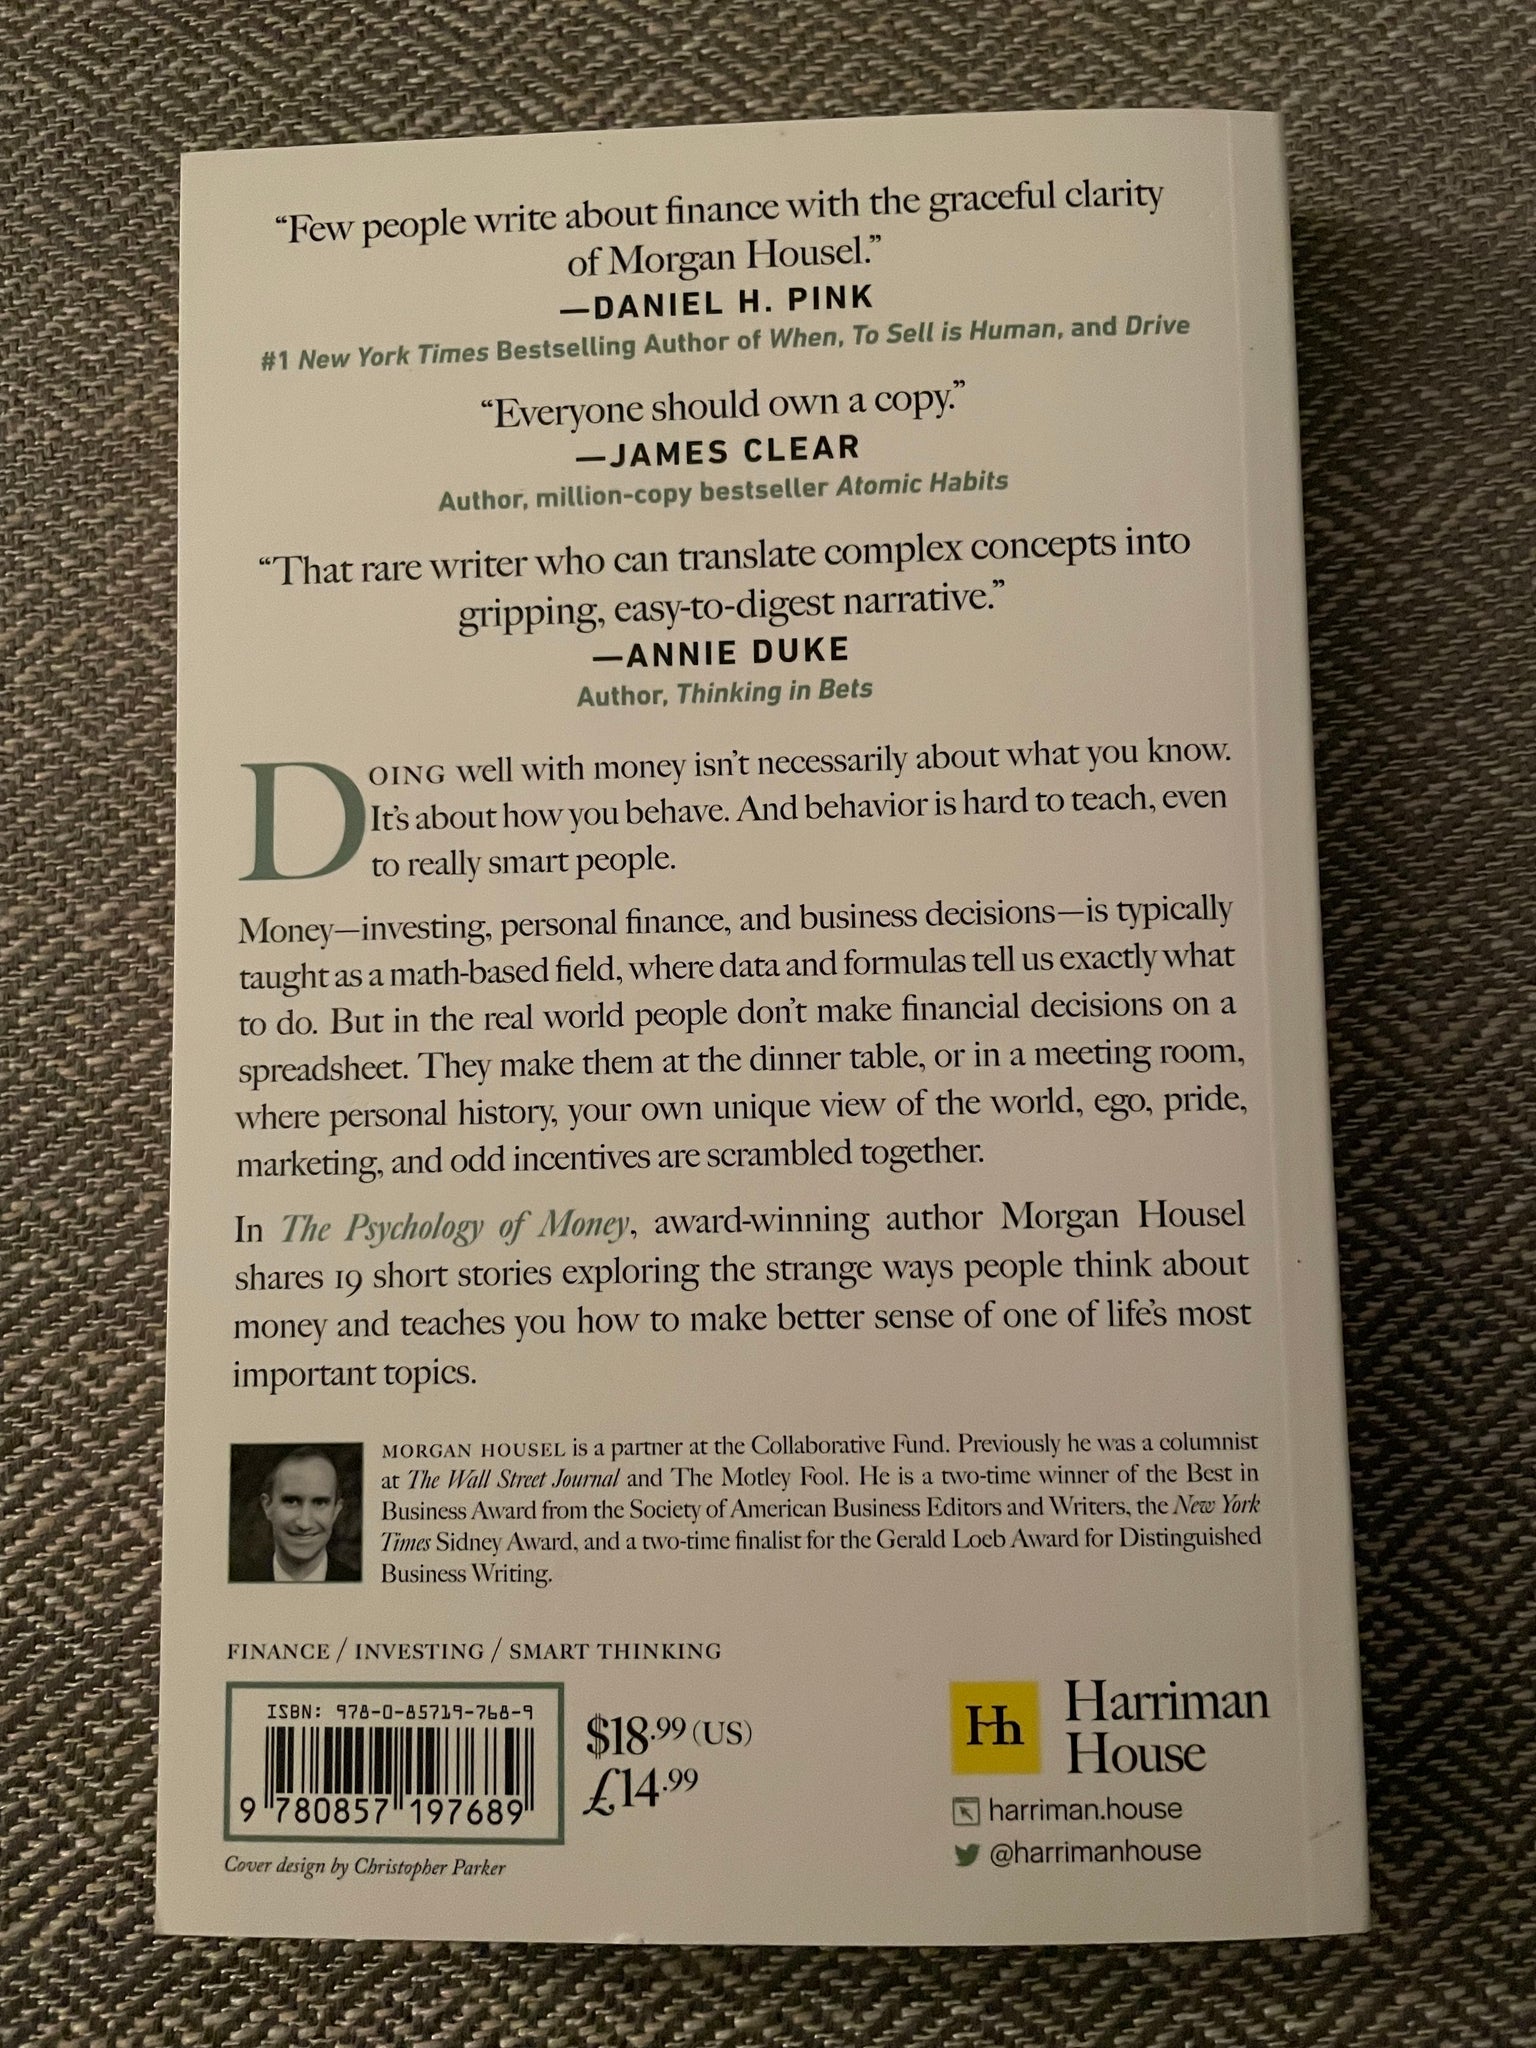 “Few people write about finance with the graceful clarity
of Morgan Housel.”
—DANIEL H. PINK
#1 New York Times Bestselling Author of When, To Sell is Human, and Drive
“Everyone should own a copy.”
—JAMES CLEAR
Author, million-copy bestseller Atomic Habits
“That rare writer who can translate complex concepts into
gripping, easy-to-digest narrative.”
—ANNIE DUKE
Author, Thinking in Bets
DOING well with money isn’t necessarily about what you know.
It’s about how you behave. And behavior is hard to teach, even
to really smart people.
Money—investing, personal finance, and business decisions—is typically
taught as a math-based field, where data and formulas tell us exactly what
to do. But in the real world people don’t make financial decisions on a
spreadsheet. They make them at the dinner table, or in a meeting room,
where personal history, your own unique view of the world, ego, pride,
marketing, and odd incentives are scrambled together.
In The Psychology of Money, award-winning author Morgan Housel
shares 19 short stories exploring the strange ways people think about
money and teaches you how to make better sense of one of life’s most
important topics.
MORGAN HOUSEL is a partner at the Collaborative Fund. Previously he was a columnist
at The Wall Street Journal and The Motley Fool. He is a two-time winner of the Best in
Business Award from the Society of American Business Editors and Writers, the New York
Times Sidney Award, and a two-time finalist for the Gerald Loeb Award for Distinguished
Business Writing.
FINANCE / INVESTING / SMART THINKING
ISBN: 978-0-85719-768-9
9 780857 197689
$18.99 (US)
£14.99
Cover design by Christopher Parker
Hh
Harriman
House
harriman.house
@harrimanhouse